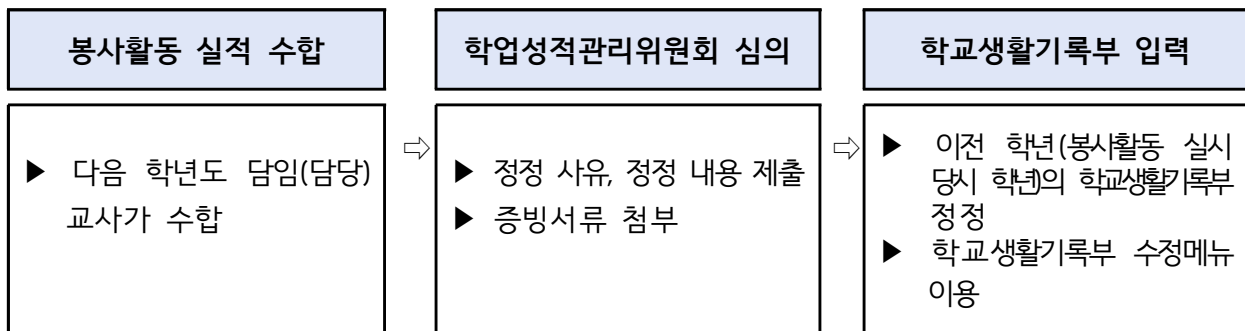 봉사활동 실적 수합
▶ 다음 학년도 담임(담당)
교사가 수합
⇨
학업성적관리위원회 심의
▶ 정정 사유, 정정 내용 제출
▶ 증빙서류 첨부
⇨
학교생활기록부 입력
▶ 이전 학년(봉사활동 실시
당시 학년)의 학교생활기록부
정정
▶ 학교생활기록부 수정메뉴
이용